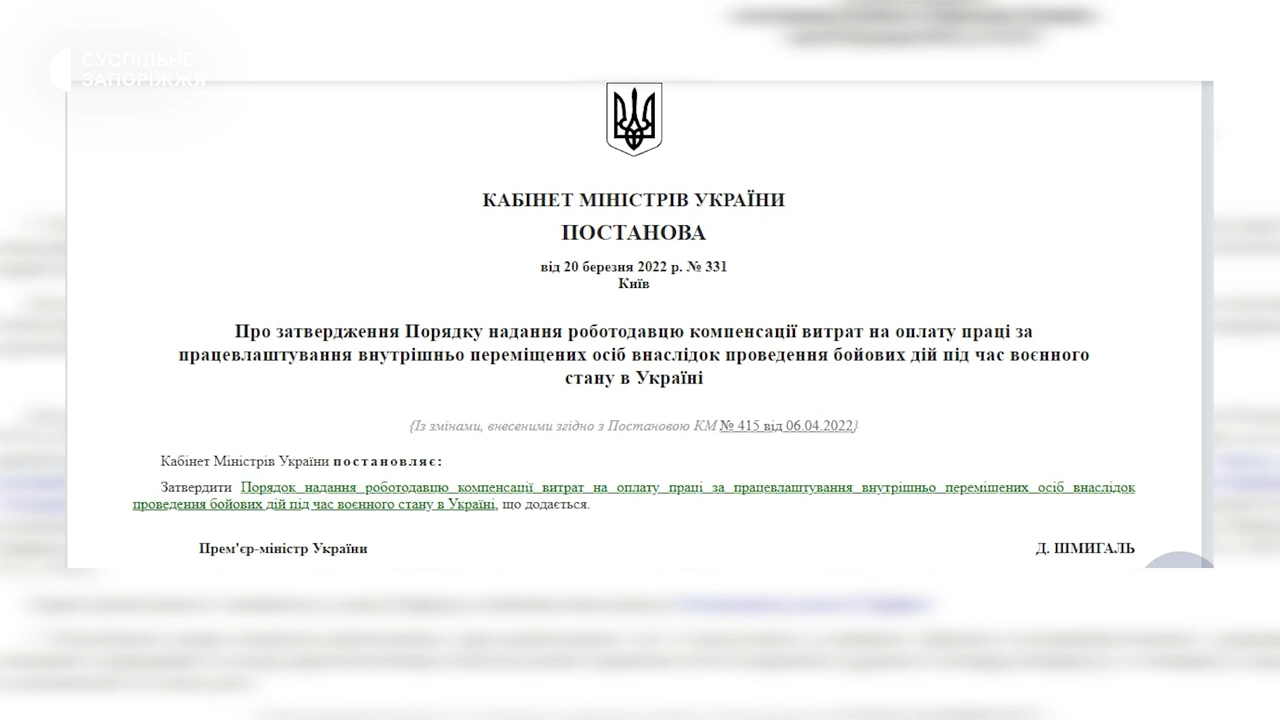 СУСПІЛЬНЕ
ЗАПОРІЖЖЯ
КАБІНЕТ МІНІСТРІВ УКРАЇНИ
ПОСТАНОВА
від 20 березня 2022 р. № 331
Київ
Про затвердження Порядку надання роботодавцю компенсації витрат на оплату праці за
працевлаштування внутрішньо переміщених осіб внаслідок проведення бойових дій під час воєнного
стану в Україні
{Із змінами, внесеними згідно з Постановою КМ № 415 від 06.04.2022}
Кабінет Міністрів України постановляє:
Затвердити Порядок надання роботодавцю компенсації витрат на оплату праці за працевлаштування внутрішньо переміщених осіб внаслідок
проведення бойових дій під час воєнного стану в Україні, що додається.
Прем'єр-міністр України Д. ШМИГАЛЬ